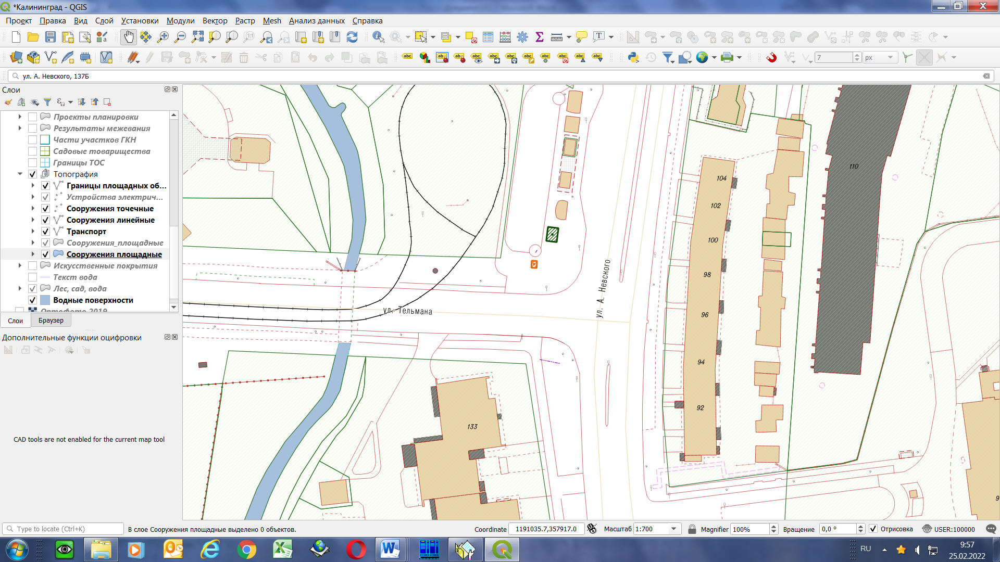 *Калининград - QGIS
Проект Правка Вид Слой Установки Модули Вектор Растр Mesh Анализ данных Справка
7 px
ул. А. Невского, 137Б
Слои
Проекты планировки
Результаты межевания
Части участков ГКН
Садовые товарищества
Границы ТОС
Топография
Границы площадных об...
Устройства электрич...
Сооружения точечные
Сооружения линейные
Транспорт
Сооружения_площадные
Сооружения площадные
Искусственные покрытия
Текст вода
Лес, сад, вода
Водные поверхности
Ортофото 2019
Слои Браузер
Дополнительные функции оцифровки
CAD tools are not enabled for the current map tool
110
104
102
100
98
96
94
92
133
9
ул. Тельмана
ул. А. Невского
Type to locate (Ctrl+K) В слое Сооружения площадные выделено 0 объектов. Coordinate 1191035.7,357917.0 Масштаб 1:700 Magnifier 100% Вращение 0,0 ° Отрисовка USER:100000
RU 9:57
25.02.2022